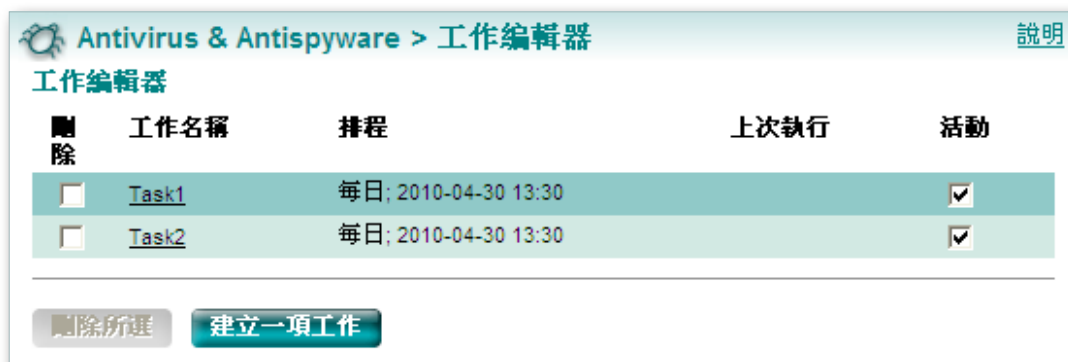 Antivirus & Antispyware > 工作編輯器 說明
工作編輯器
刪除 工作名稱 排程 上次執行 活動
Task1 每日; 2010-04-30 13:30
Task2 每日; 2010-04-30 13:30
刪除所選 建立一項工作